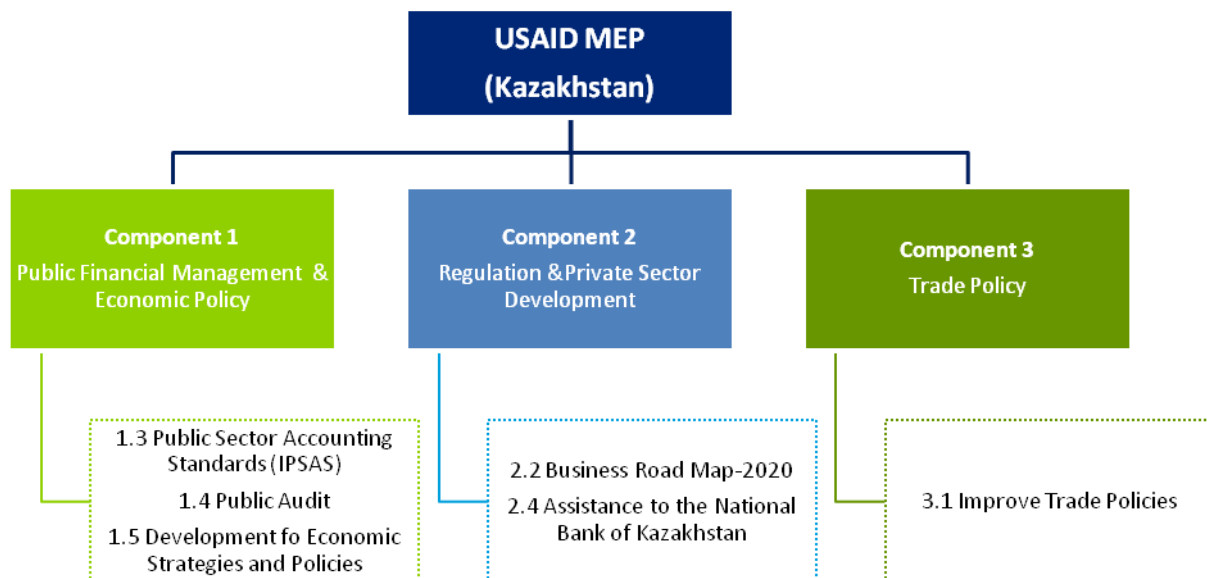 USAID MEP
(Kazakhstan)
Component 1
Public Financial Management &
Economic Policy
Component 2
Regulation &Private Sector
Development
Component 3
Trade Policy
1.3 Public Sector Accounting
Standards (IPSAS)
1.4 Public Audit
1.5 Development fo Economic
Strategies and Policies
2.2 Business Road Map-2020
2.4 Assistance to the National
Bank of Kazakhstan
3.1 Improve Trade Policies